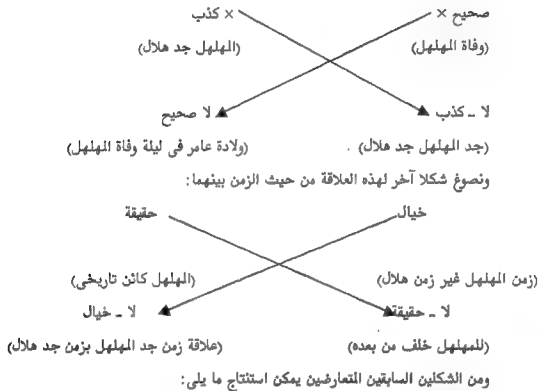 صحيح × × كذب
(وفاة المهلهل) (المهلهل جد هلال)
لا ـ كذب لا صحيح
(جد المهلهل جد هلال) . (ولادة عامر فى ليلة وفاة المهلهل)
ونصوغ شكلا آخر لهذه العلاقة من حيث الزمن بينهما:
خيال حقيقة
(زمن المهلهل غير زمن هلال) (المهلهل كائن تاريخى)
لا ـ حقيقة لا ـ خيال
(للمهلهل خلف من بعده) (علاقة زمن جد المهلهل بزمن جد هلال)
ومن الشكلين السابقين المتعارضين يمكن استنتاج ما يلى: